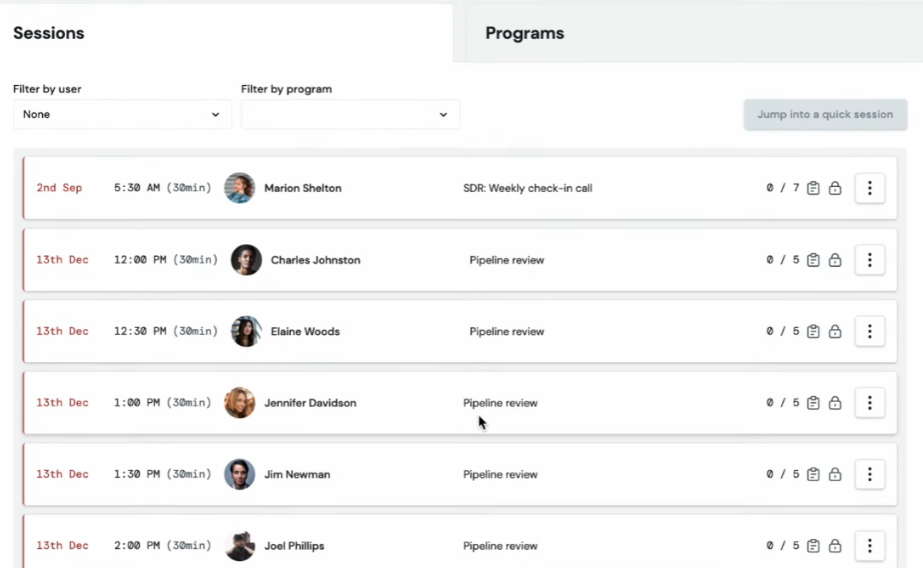 Sessions
Programs
Filter by user
Filter by program
None
Jump into a quick session
2nd Sep 5:30 AM (30min) Marion Shelton SDR: Weekly check-in call 0 / 7
13th Dec 12:00 PM (30min) Charles Johnston Pipeline review 0 / 5
13th Dec 12:30 PM (30min) Elaine Woods Pipeline review 0 / 5
13th Dec 1:00 PM (30min) Jennifer Davidson Pipeline review 0 / 5
13th Dec 1:30 PM (30min) Jim Newman Pipeline review 0 / 5
13th Dec 2:00 PM (30min) Joel Phillips Pipeline review 0 / 5